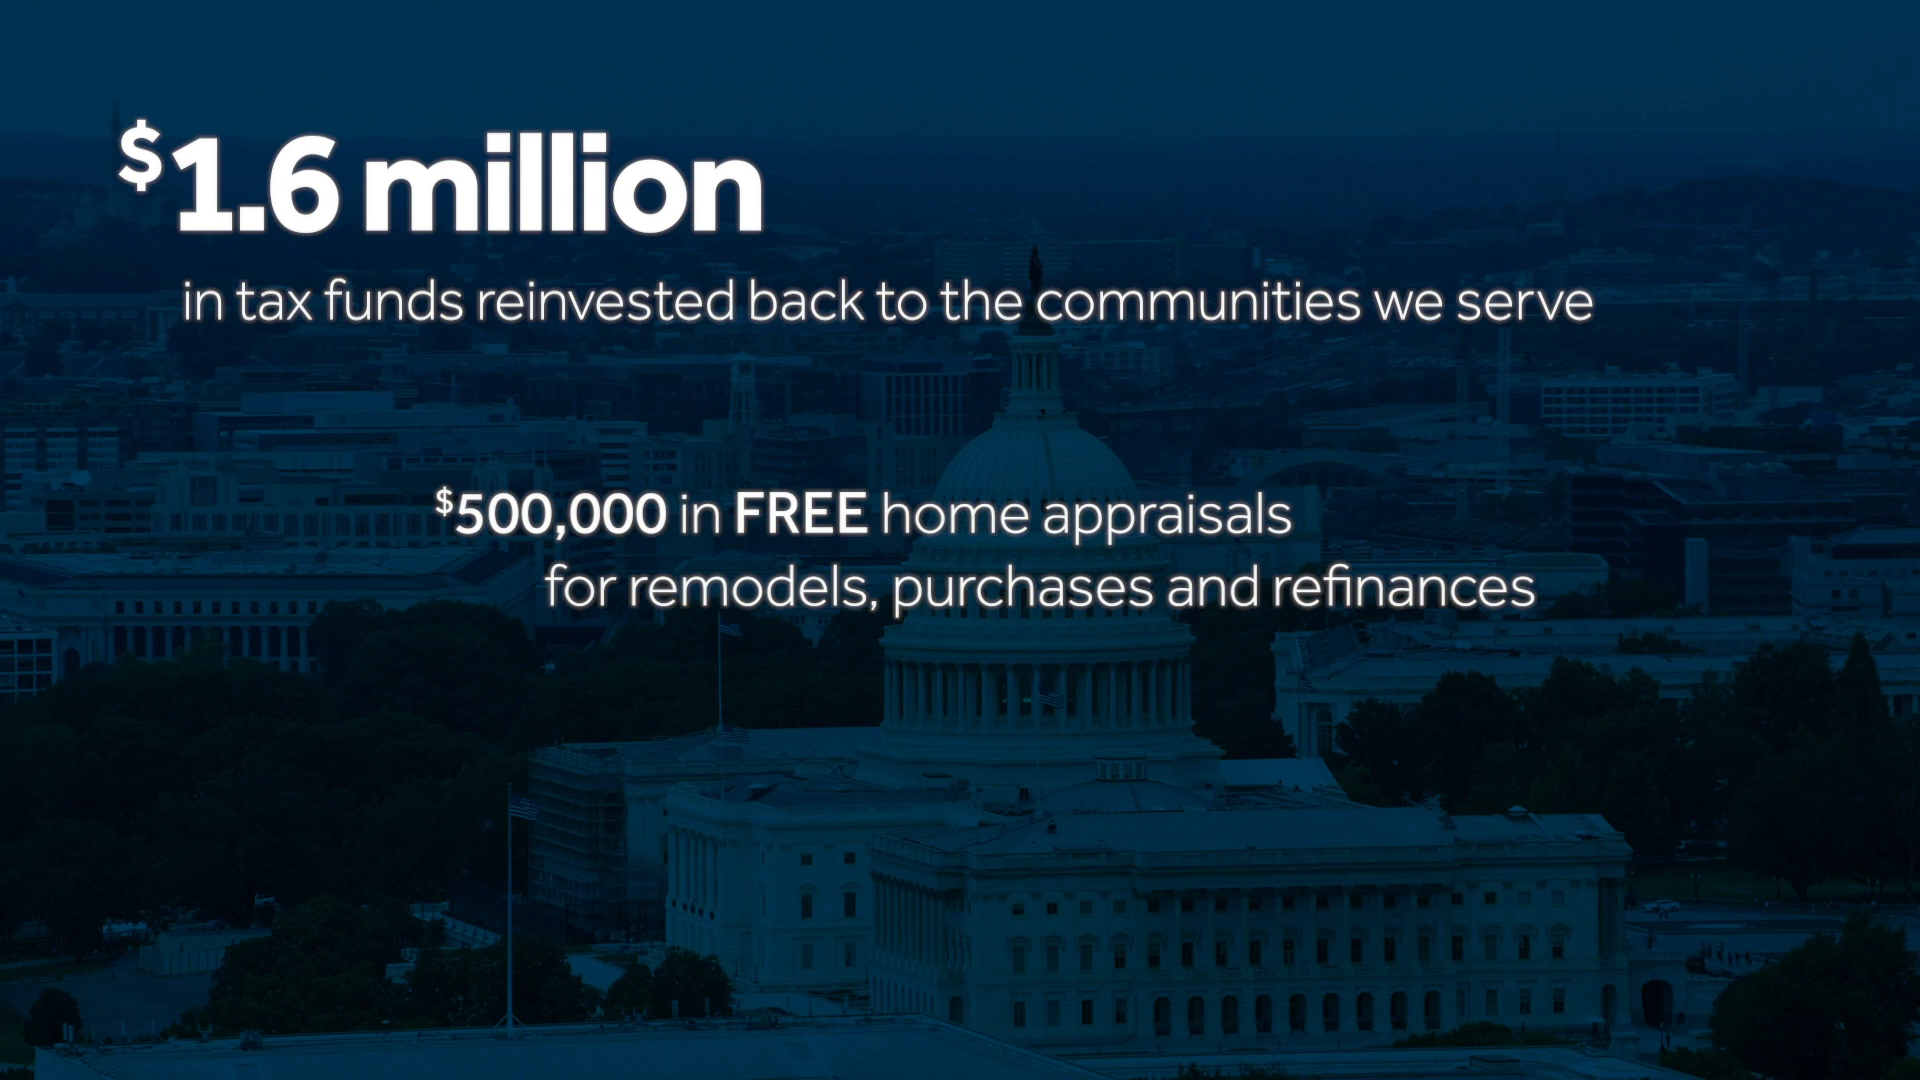 $1.6 million
in tax funds reinvested back to the communities we serve
$500,000 in FREE home appraisals
for remodels, purchases and refinances